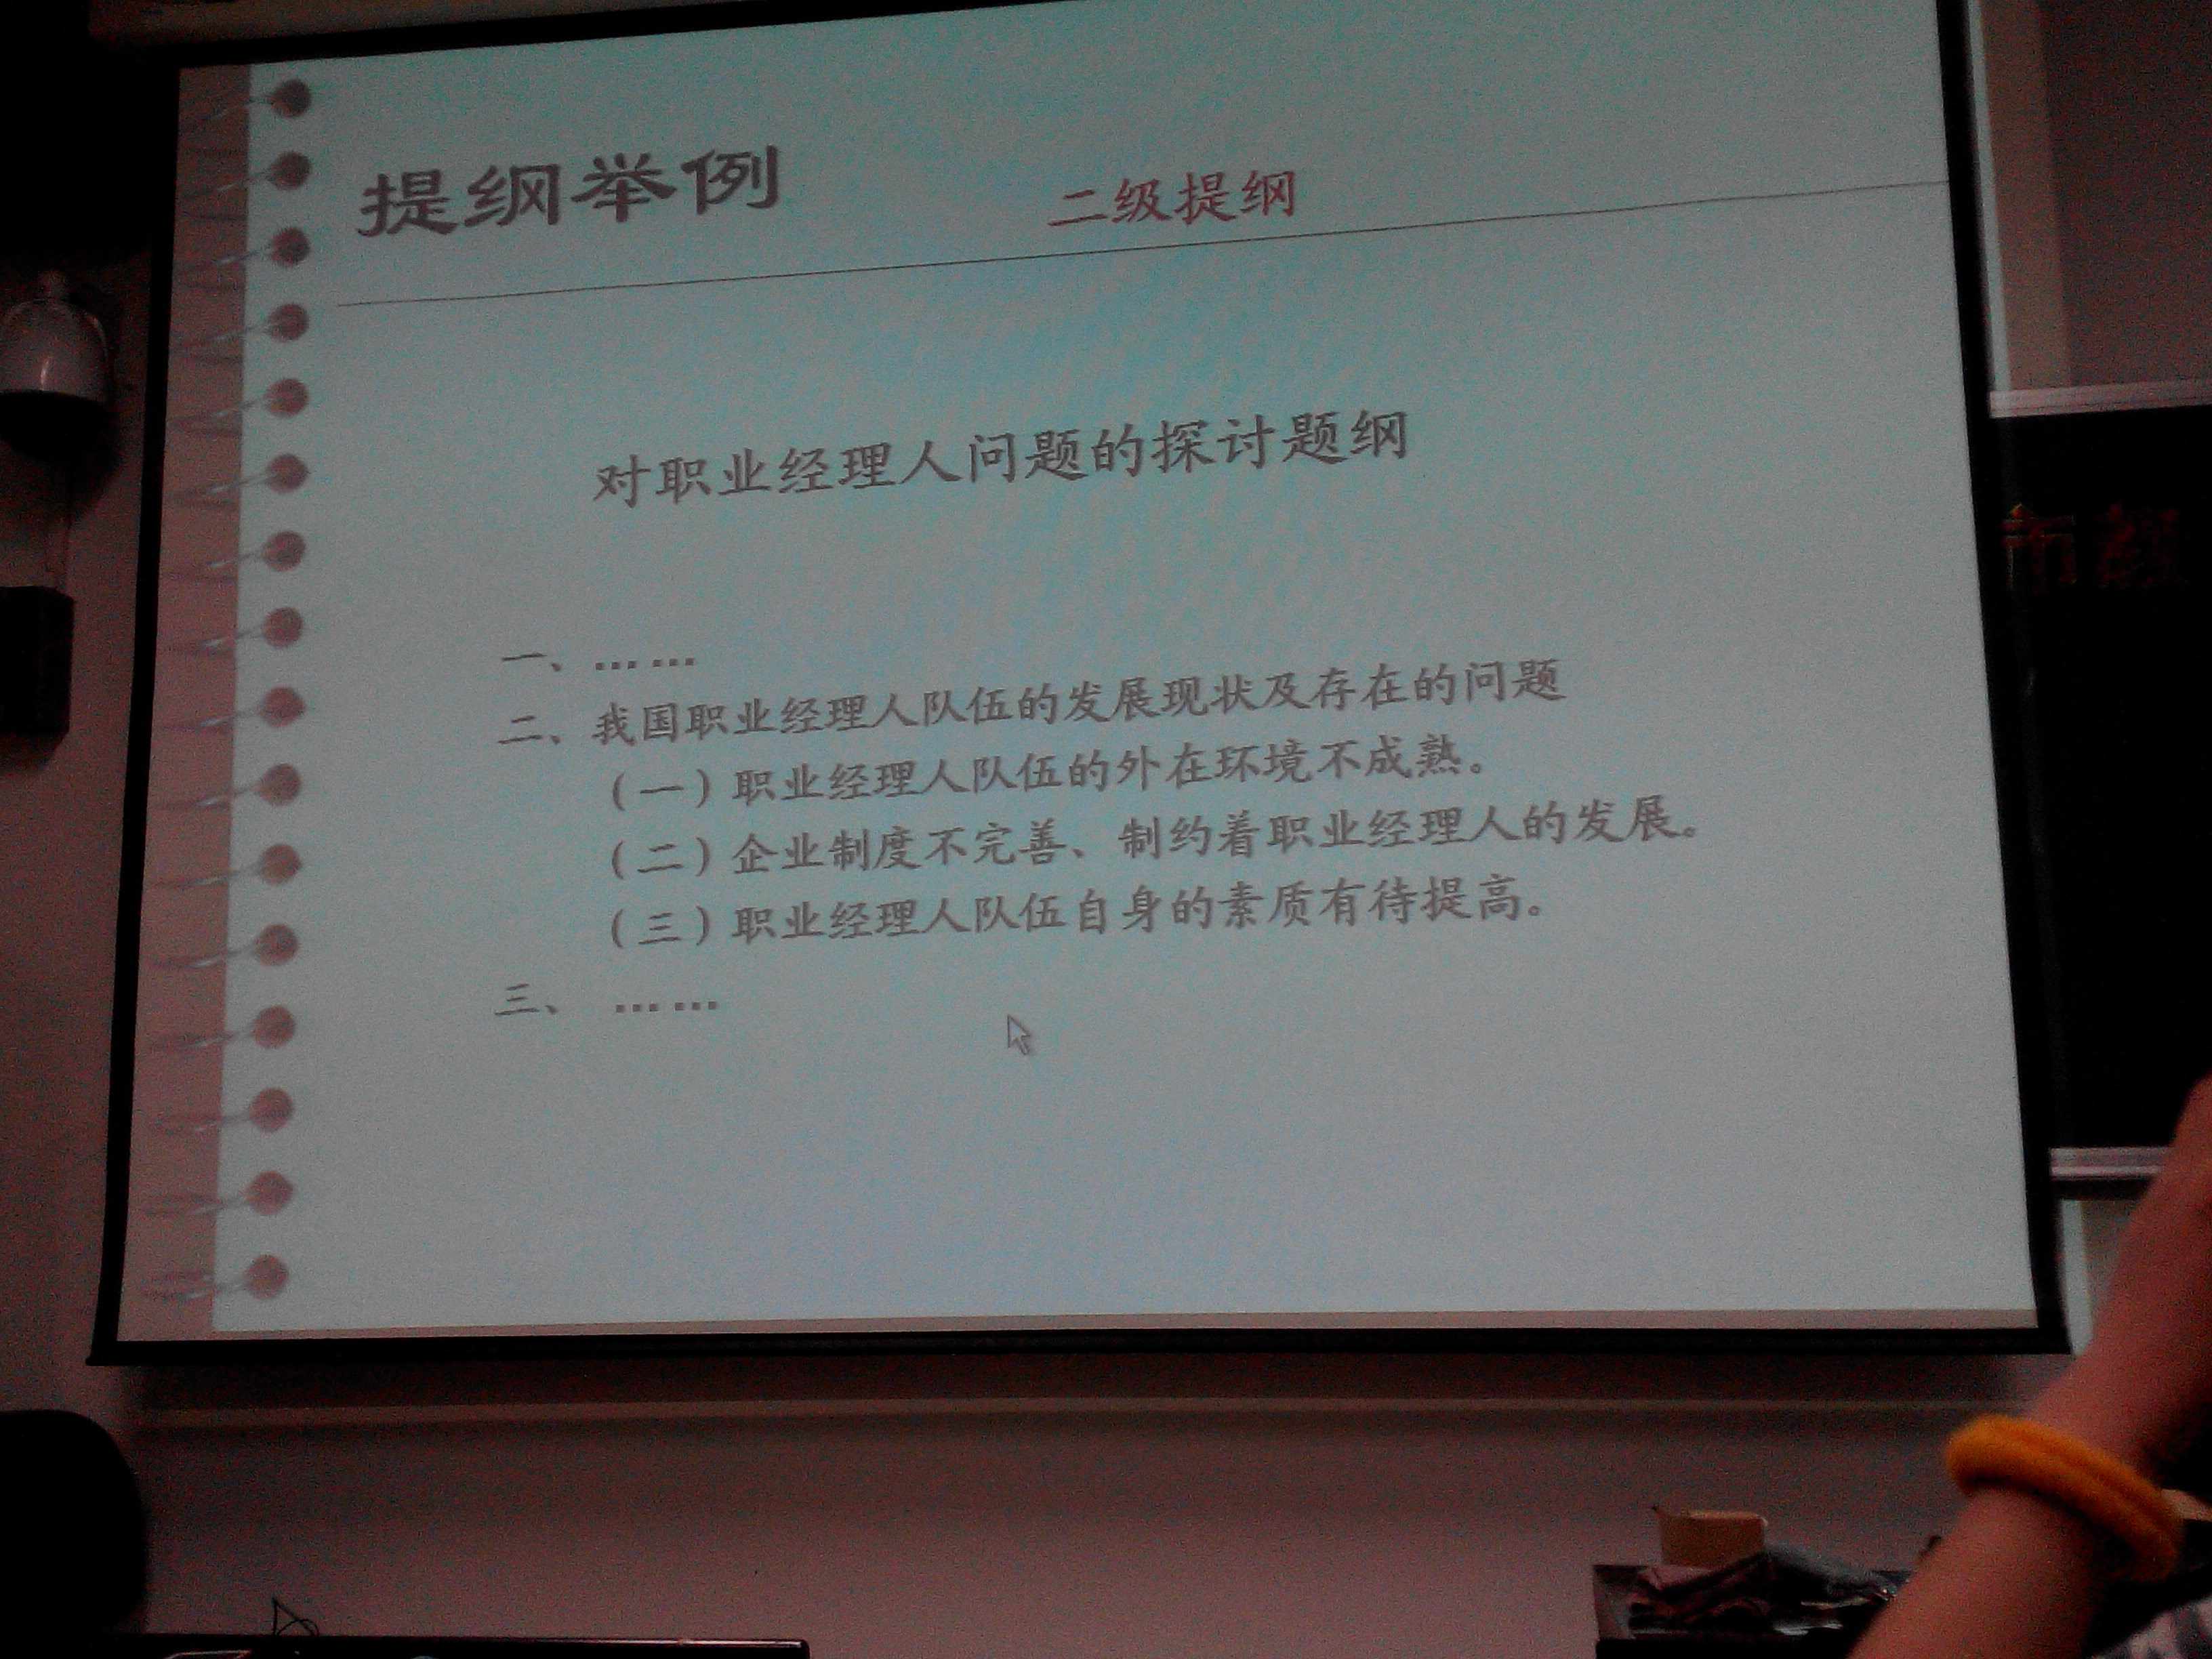 提纲举例
二级提纲
对职业经理人问题的探讨题纲
一、……
二、我国职业经理人队伍的发展现状及存在的问题
（一）职业经理人队伍的外在环境不成熟。
（二）企业制度不完善、制约着职业经理人的发展。
（三）职业经理人队伍自身的素质有待提高。
三、 ……